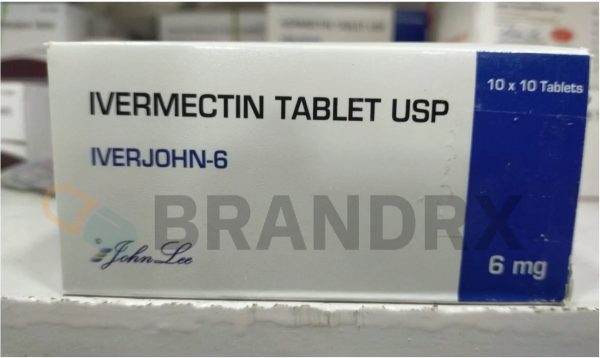 IVERMECTIN TABLET USP
10 x 10 Tablets
IVERJOHN-6
BRANDRX
John Lee
6 mg